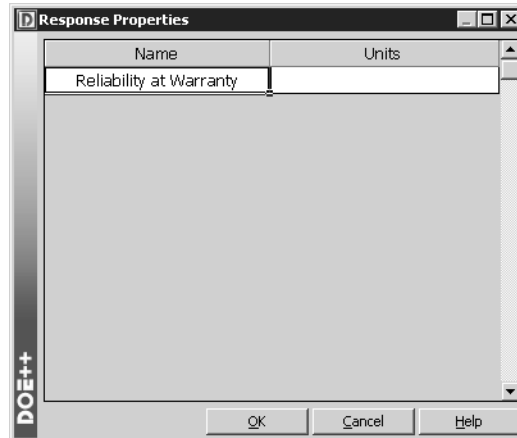 D Response Properties
Name Units
Reliability at Warranty
DOE++
OK Cancel Help